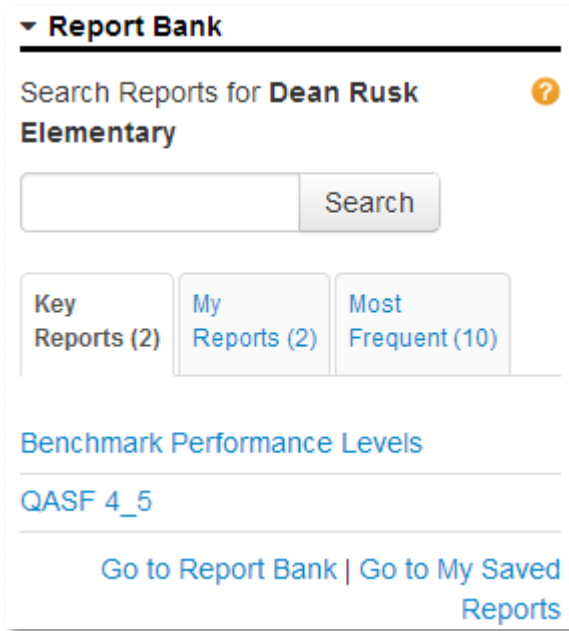 Report Bank
Search Reports for Dean Rusk
Elementary
Search
Key
Reports (2)
My
Reports (2)
Most
Frequent (10)
Benchmark Performance Levels
QASF 4_5
Go to Report Bank | Go to My Saved
Reports